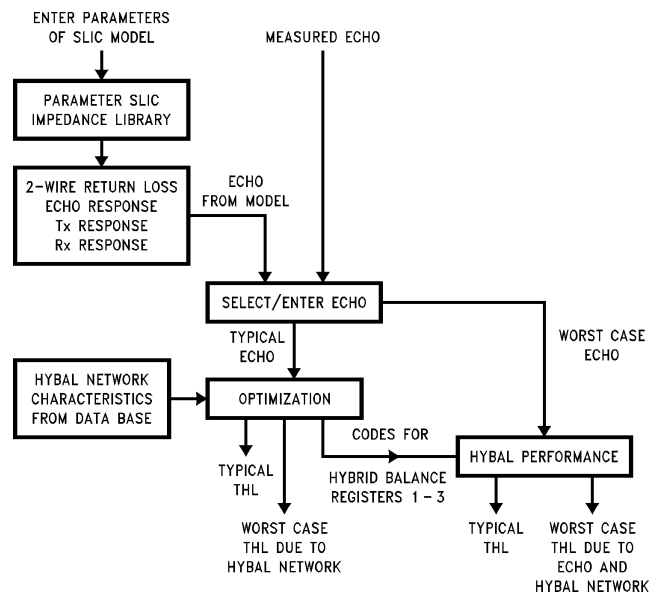 ENTER PARAMETERS
OF SLIC MODEL
MEASURED ECHO
PARAMETER SLIC
IMPEDANCE LIBRARY
2-WIRE RETURN LOSS
ECHO RESPONSE
Tx RESPONSE
Rx RESPONSE
ECHO
FROM MODEL
SELECT/ENTER ECHO
TYPICAL
ECHO
WORST CASE
ECHO
HYBAL NETWORK
CHARACTERISTICS
FROM DATA BASE
OPTIMIZATION
CODES FOR
HYBRID BALANCE
REGISTERS 1-3
HYBAL PERFORMANCE
TYPICAL
THL
WORST CASE
THL DUE TO
HYBAL NETWORK
TYPICAL
THL
WORST CASE
THL DUE TO
ECHO AND
HYBAL NETWORK